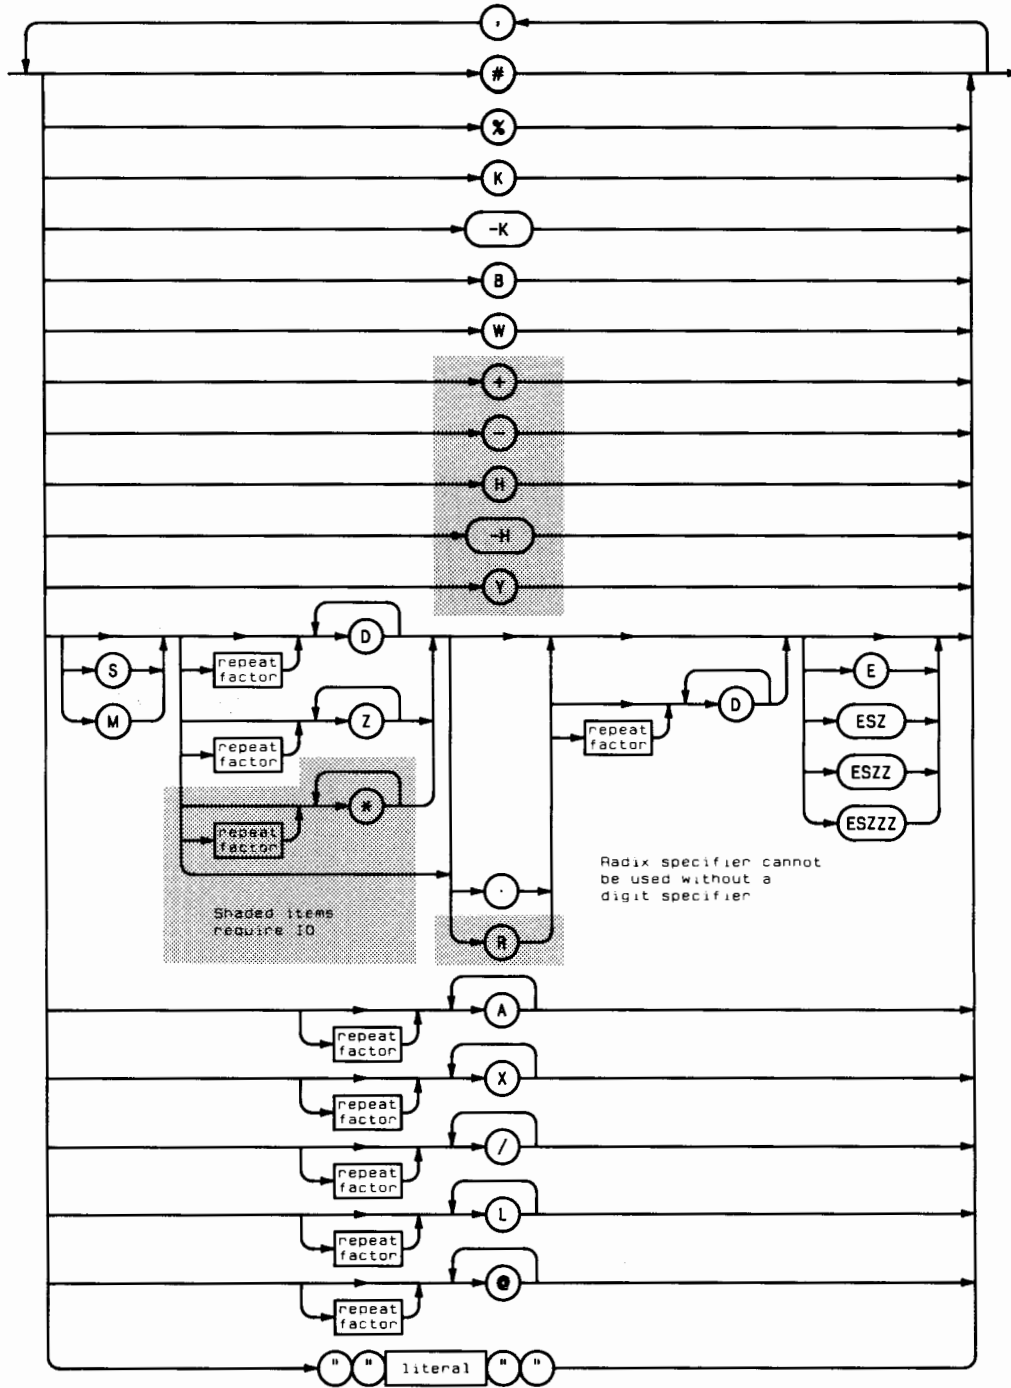 ,
#
%
K
-K
B
W
+
-
H
-H
Y
D
repeat
factor
S
M
Z
repeat
factor
D
repeat
factor
E
ESZ
ESZZ
ESZZZ
*
repeat
factor
Shaded items
require IO
.
R
Radix specifier cannot
be used without a
digit specifier
A
repeat
factor
X
repeat
factor
/
repeat
factor
L
repeat
factor
@
repeat
factor
" " literal " "